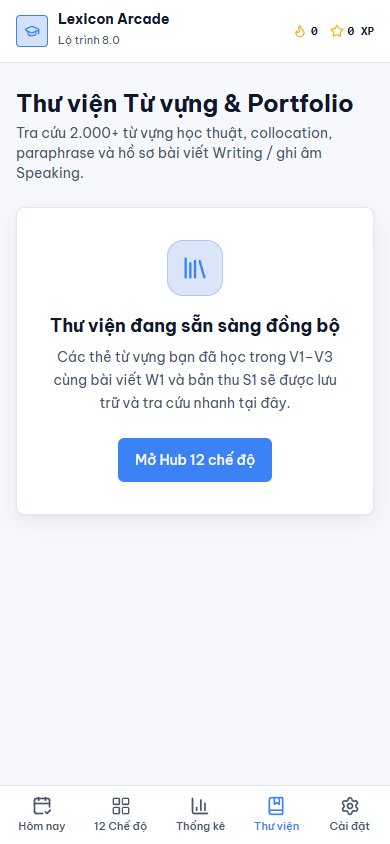 Lexicon Arcade
Lộ trình 8.0
0
0 XP
Thư viện Từ vựng & Portfolio
Tra cứu 2.000+ từ vựng học thuật, collocation,
paraphrase và hồ sơ bài viết Writing / ghi âm
Speaking.
Thư viện đang sẵn sàng đồng bộ
Các thẻ từ vựng bạn đã học trong V1–V3
cùng bài viết W1 và bản thu S1 sẽ được lưu
trữ và tra cứu nhanh tại đây.
Mở Hub 12 chế độ
Hôm nay
12 Chế độ
Thống kê
Thư viện
Cài đặt